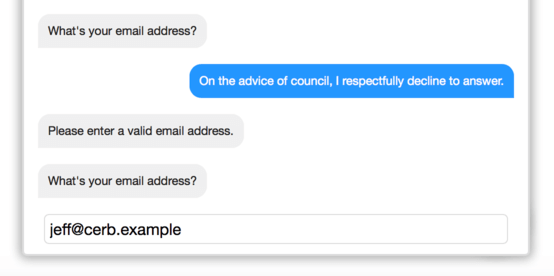 What's your email address?
On the advice of council, I respectfully decline to answer.
Please enter a valid email address.
What's your email address?
jeff@cerb.example